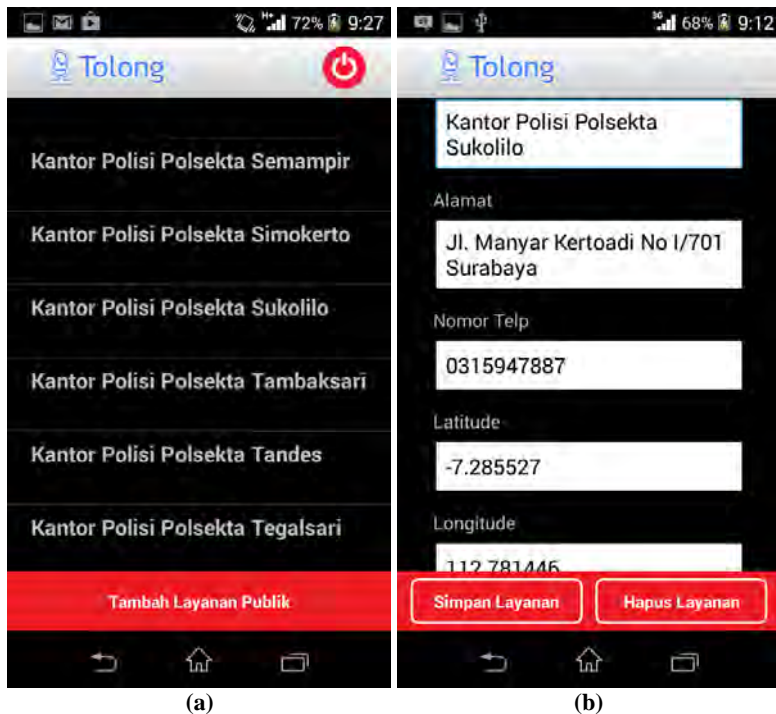 72% 9:27
Tolong
Kantor Polisi Polsekta Semampir
Kantor Polisi Polsekta Simokerto
Kantor Polisi Polsekta Sukolilo
Kantor Polisi Polsekta Tambaksari
Kantor Polisi Polsekta Tandes
Kantor Polisi Polsekta Tegalsari
Tambah Layanan Publik
(a)
3G 68% 9:12
Tolong
Kantor Polisi Polsekta
Sukolilo
Alamat
Jl. Manyar Kertoadi No I/701
Surabaya
Nomor Telp
0315947887
Latitude
-7.285527
Longitude
112.781446
Simpan Layanan Hapus Layanan
(b)